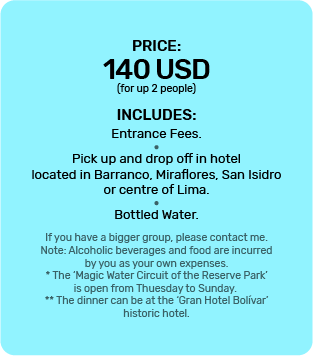 PRICE:
140 USD
(for up 2 people)
INCLUDES:
Entrance Fees.
•
Pick up and drop off in hotel
located in Barranco, Miraflores, San Isidro
or centre of Lima.
•
Bottled Water.
If you have a bigger group, please contact me.
Note: Alcoholic beverages and food are incurred
by you as your own expenses.
* The ‘Magic Water Circuit of the Reserve Park’
is open from Thuesday to Sunday.
** The dinner can be at the ‘Gran Hotel Bolívar’
historic hotel.